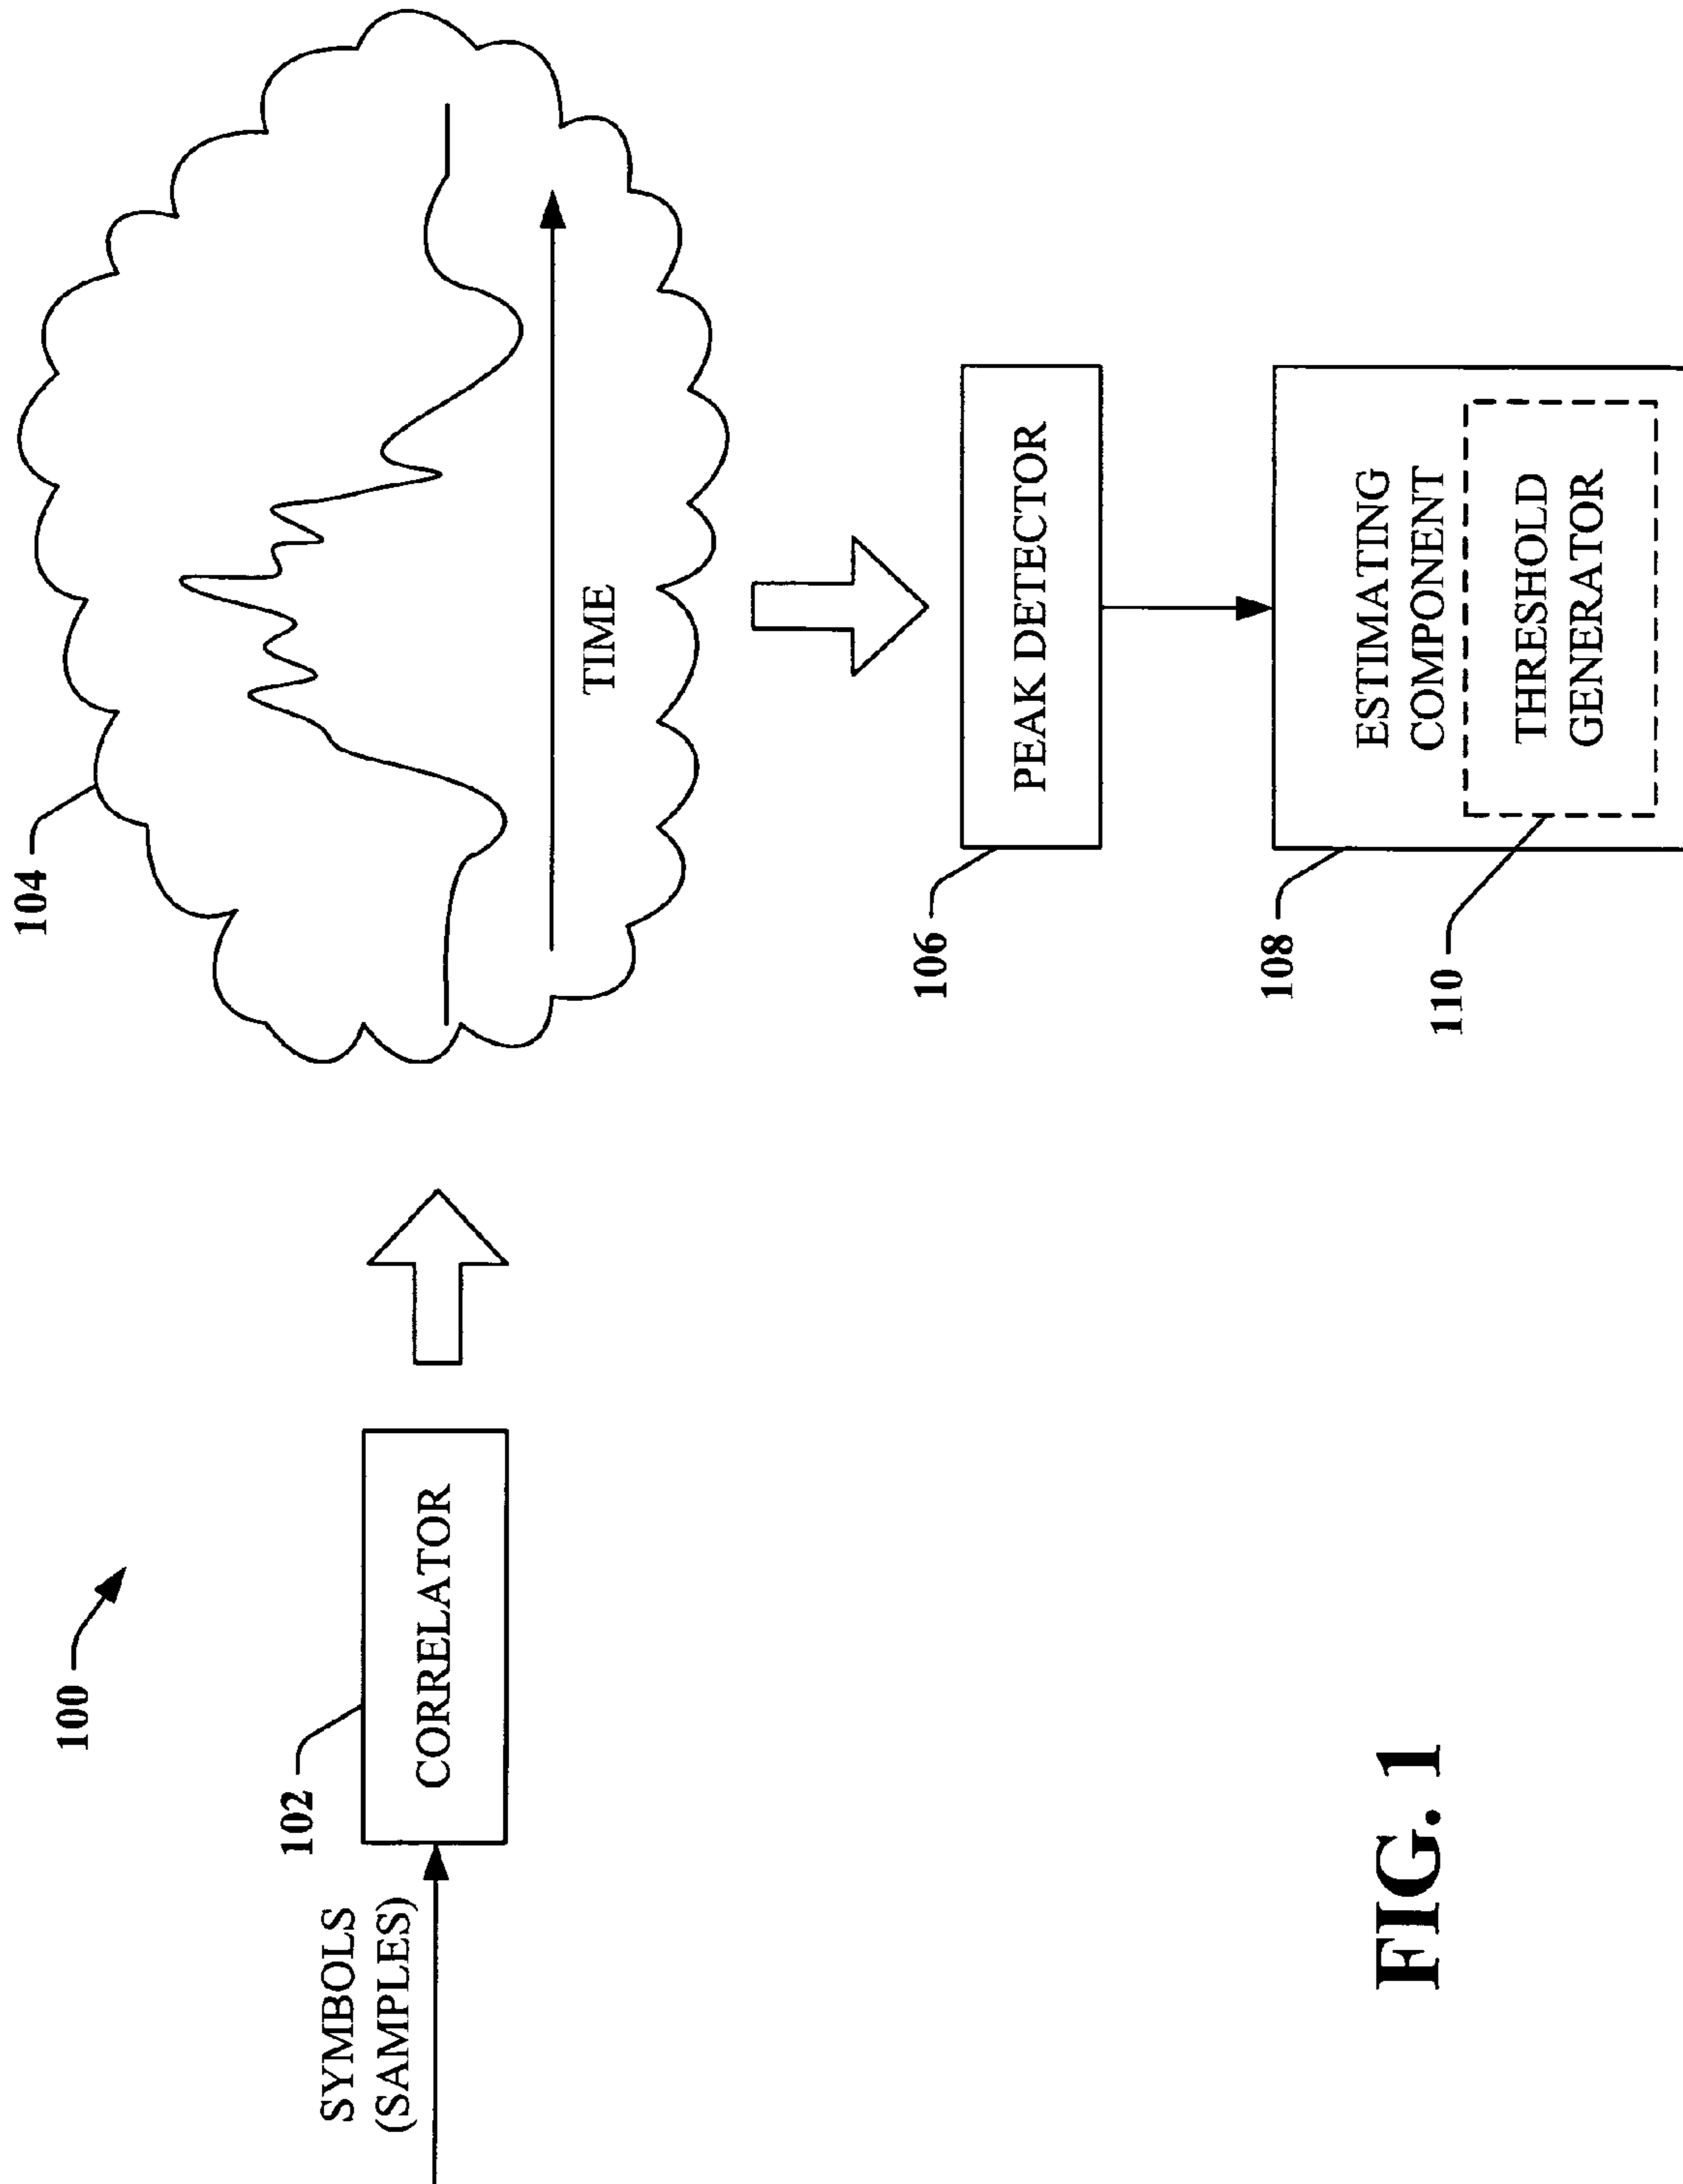 100
104
102
SYMBOLS
(SAMPLES)
CORRELATOR
TIME
106
PEAK DETECTOR
108
ESTIMATING
COMPONENT
110
THRESHOLD
GENERATOR
FIG. 1